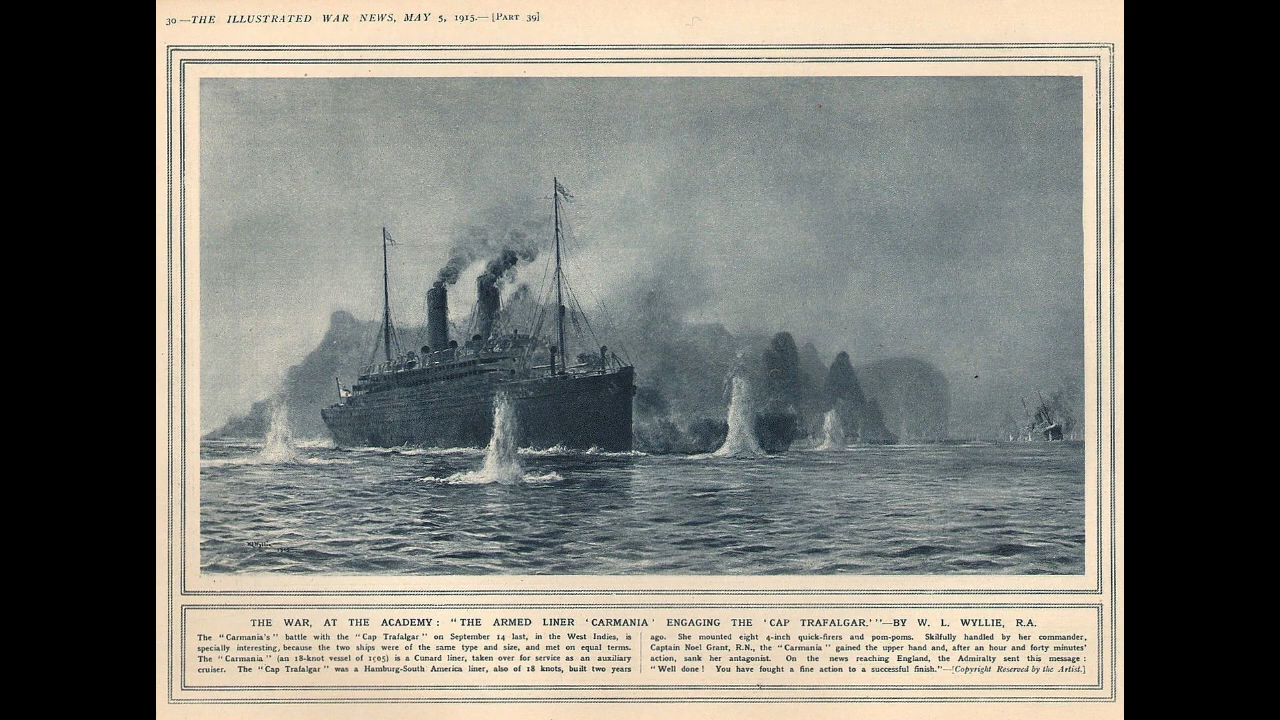 30—THE ILLUSTRATED WAR NEWS, MAY 5, 1915.—[PART 39]
THE WAR, AT THE ACADEMY: "THE ARMED LINER 'CARMANIA' ENGAGING THE 'CAP TRAFALGAR.'"—BY W. L. WYLLIE, R.A.
The "Carmania's" battle with the "Cap Trafalgar" on September 14 last, in the West Indies, is
specially interesting, because the two ships were of the same type and size, and met on equal terms.
The "Carmania" (an 18-knot vessel of 1905) is a Cunard liner, taken over for service as an auxiliary
cruiser. The "Cap Trafalgar" was a Hamburg-South America liner, also of 18 knots, built two years
ago. She mounted eight 4-inch quick-firers and pom-poms. Skilfully handled by her commander,
Captain Noel Grant, R.N., the "Carmania" gained the upper hand and, after an hour and forty minutes'
action, sank her antagonist. On the news reaching England, the Admiralty sent this message:
"Well done! You have fought a fine action to a successful finish."—[Copyright Reserved by the Artist.]